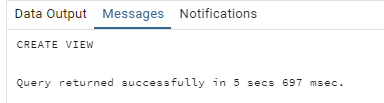 Data Output Messages Notifications
CREATE VIEW
Query returned successfully in 5 secs 697 msec.